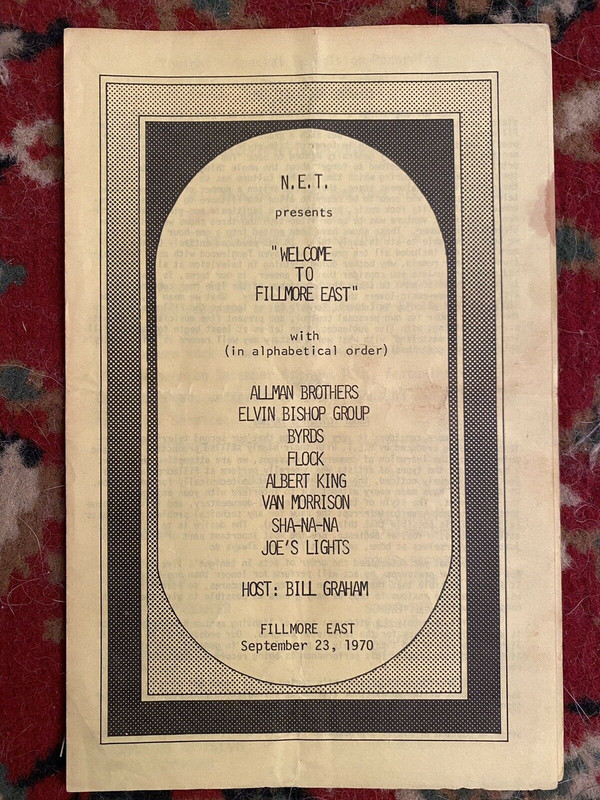 N.E.T.
presents
"WELCOME
TO
FILLMORE EAST"
with
(in alphabetical order)
ALLMAN BROTHERS
ELVIN BISHOP GROUP
BYRDS
FLOCK
ALBERT KING
VAN MORRISON
SHA-NA-NA
JOE'S LIGHTS
HOST: BILL GRAHAM
FILLMORE EAST
September 23, 1970